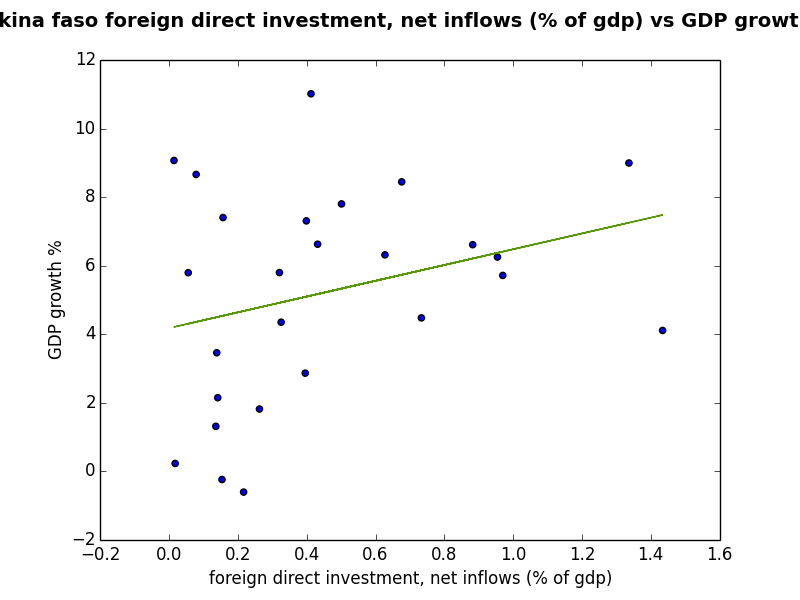 kina faso foreign direct investment, net inflows (% of gdp) vs GDP growt
12
10
8
6
4
2
0
−2
GDP growth %
−0.2 0.0 0.2 0.4 0.6 0.8 1.0 1.2 1.4 1.6
foreign direct investment, net inflows (% of gdp)